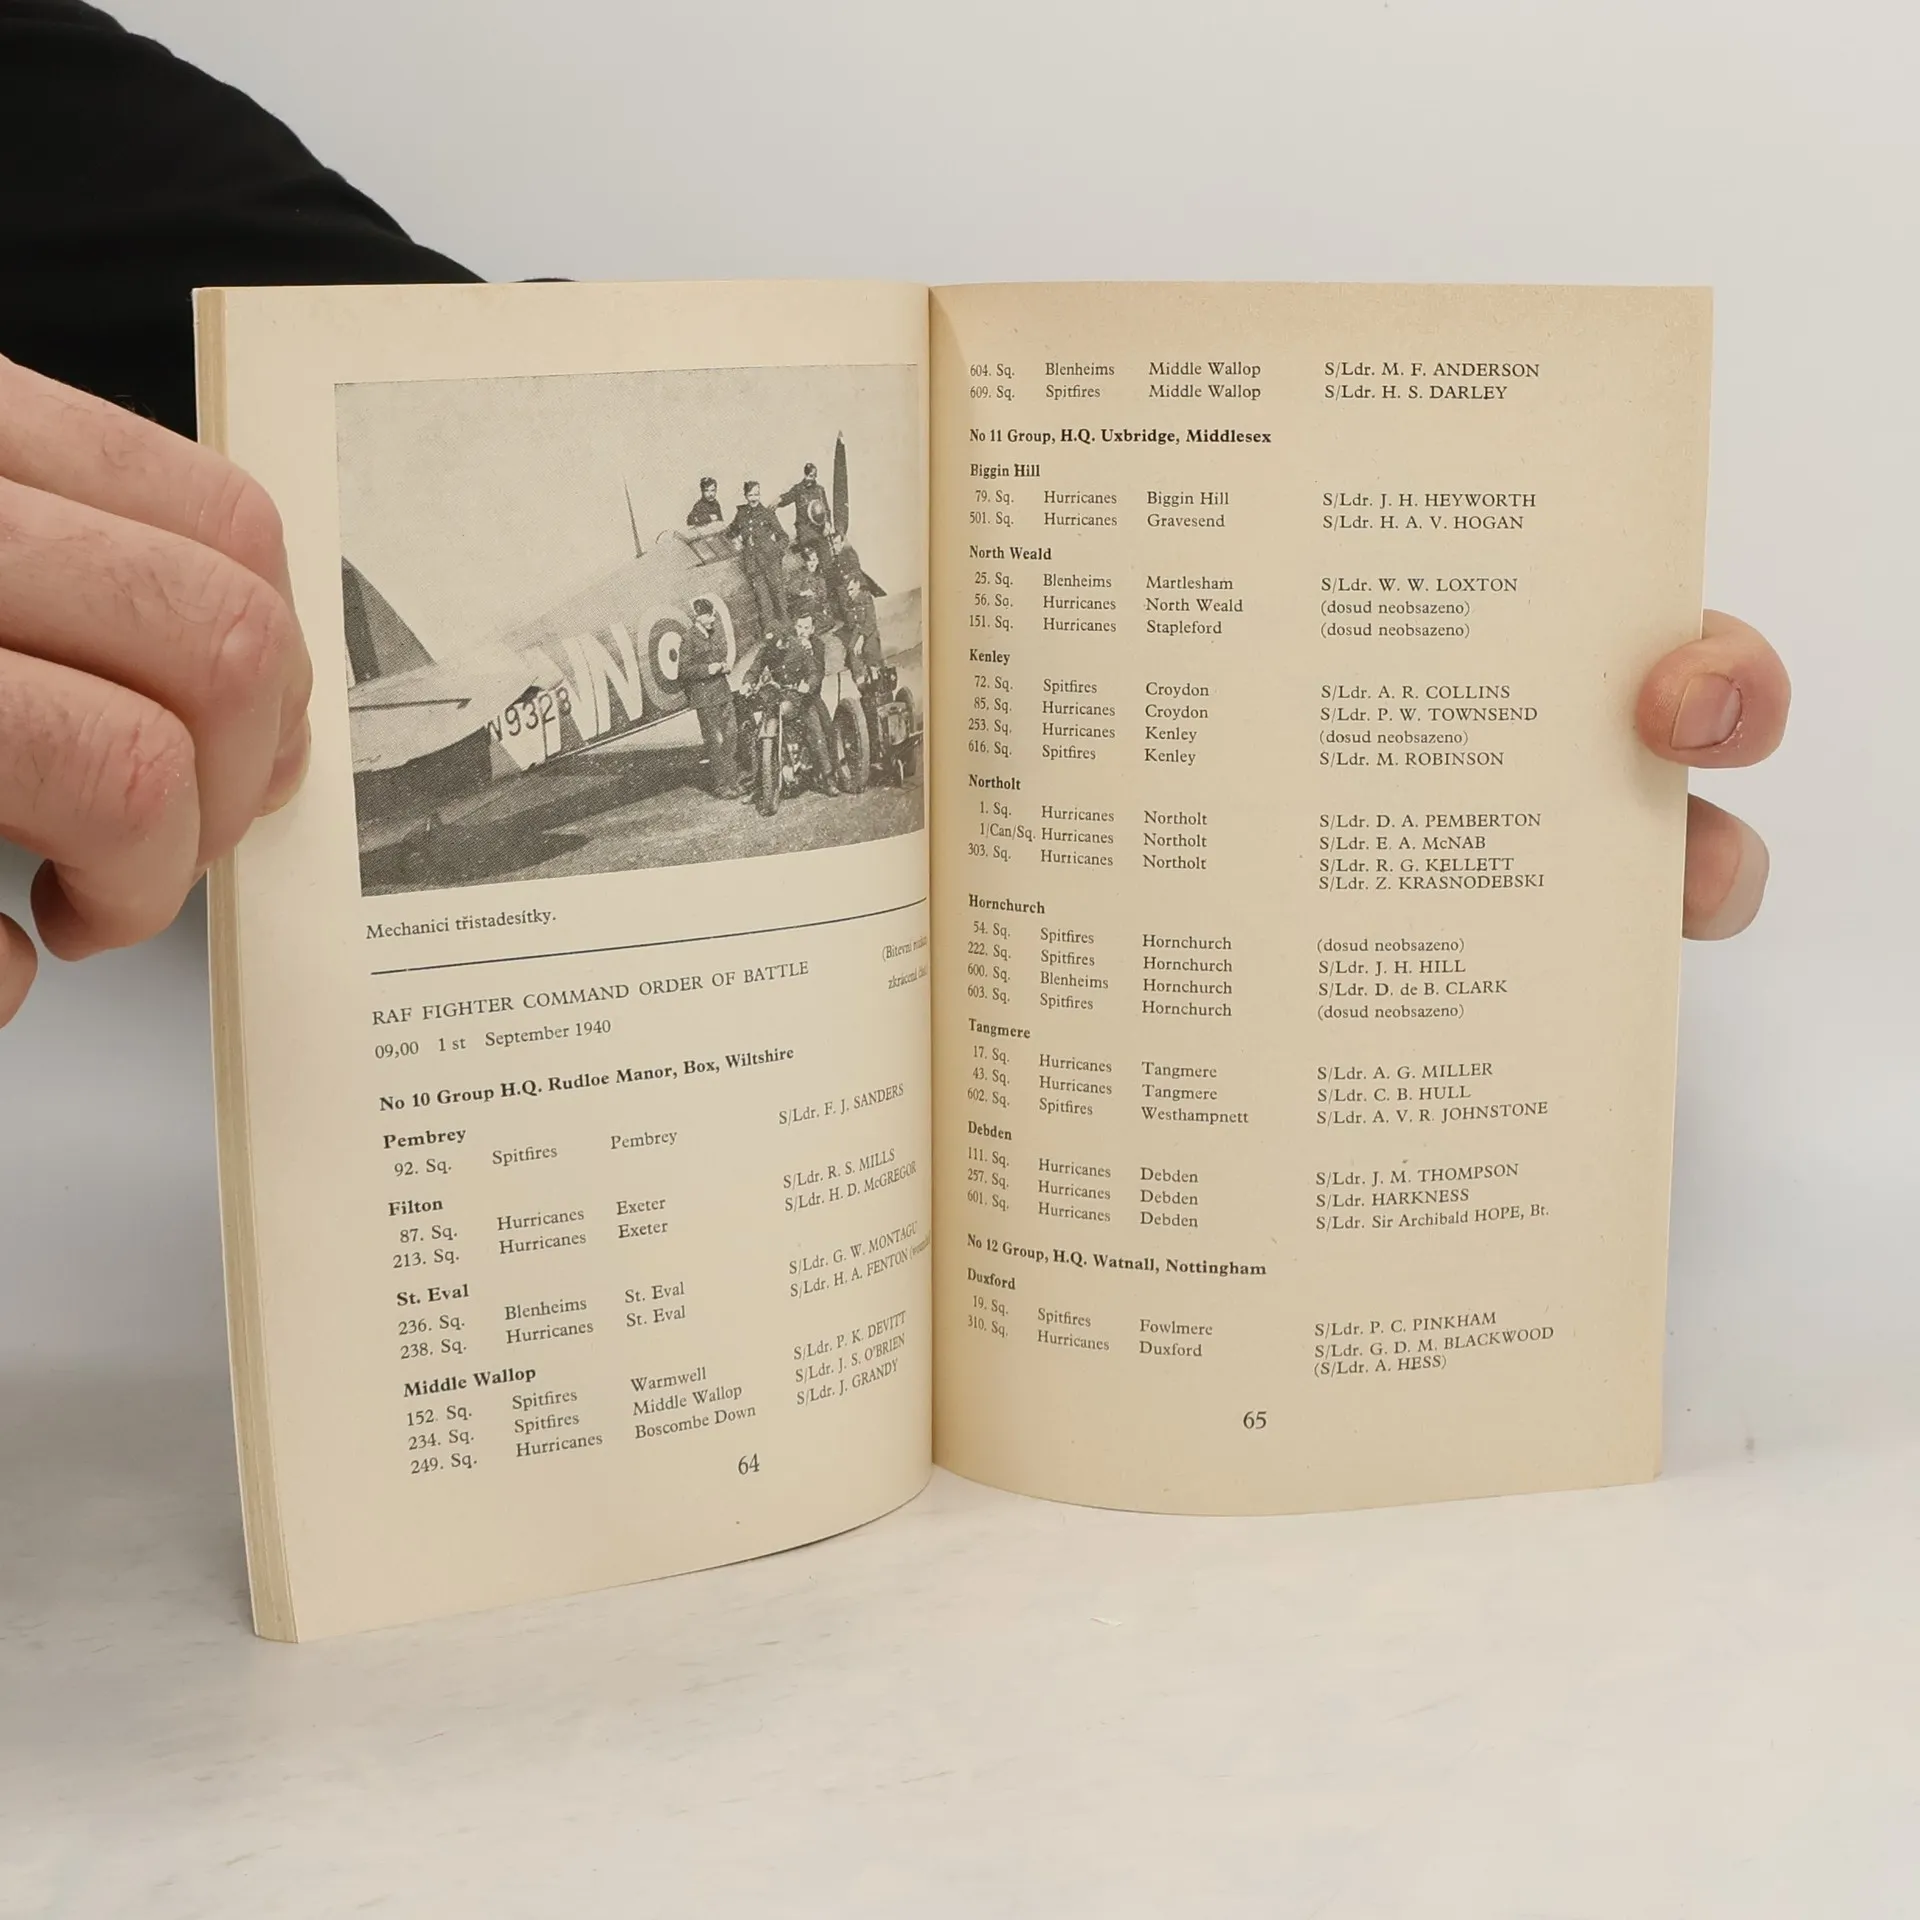 W9323
NN
Mechanici třistadesítky.
RAF FIGHTER COMMAND ORDER OF BATTLE (Bitevní
09,00 1 st September 1940 zkrácená
No 10 Group H.Q. Rudloe Manor, Box, Wiltshire
Pembrey
92. Sq. Spitfires Pembrey S/Ldr. F. J. SANDERS
Filton
87. Sq. Hurricanes Exeter S/Ldr. R. S. MILLS
213. Sq. Hurricanes Exeter S/Ldr. H. D. McGREGOR
St. Eval
236. Sq. Blenheims St. Eval S/Ldr. G. W. MONTAGU
238. Sq. Hurricanes St. Eval S/Ldr. H. A. FENTON
Middle Wallop
152. Sq. Spitfires Warmwell S/Ldr. P. K. DEVITT
234. Sq. Spitfires Middle Wallop S/Ldr. J. S. O'BRIEN
249. Sq. Hurricanes Boscombe Down S/Ldr. J. GRANDY
64
604. Sq. Blenheims Middle Wallop S/Ldr. M. F. ANDERSON
609. Sq. Spitfires Middle Wallop S/Ldr. H. S. DARLEY
No 11 Group, H.Q. Uxbridge, Middlesex
Biggin Hill
79. Sq. Hurricanes Biggin Hill S/Ldr. J. H. HEYWORTH
501. Sq. Hurricanes Gravesend S/Ldr. H. A. V. HOGAN
North Weald
25. Sq. Blenheims Martlesham S/Ldr. W. W. LOXTON
56. Sq. Hurricanes North Weald (dosud neobsazeno)
151. Sq. Hurricanes Stapleford (dosud neobsazeno)
Kenley
72. Sq. Spitfires Croydon S/Ldr. A. R. COLLINS
85. Sq. Hurricanes Croydon S/Ldr. P. W. TOWNSEND
253. Sq. Hurricanes Kenley (dosud neobsazeno)
616. Sq. Spitfires Kenley S/Ldr. M. ROBINSON
Northolt
1. Sq. Hurricanes Northolt S/Ldr. D. A. PEMBERTON
1/Can/Sq. Hurricanes Northolt S/Ldr. E. A. McNAB
303. Sq. Hurricanes Northolt S/Ldr. R. G. KELLETT
S/Ldr. Z. KRASNODEBSKI
Hornchurch
54. Sq. Spitfires Hornchurch (dosud neobsazeno)
222. Sq. Spitfires Hornchurch S/Ldr. J. H. HILL
600. Sq. Blenheims Hornchurch S/Ldr. D. de B. CLARK
603. Sq. Spitfires Hornchurch (dosud neobsazeno)
Tangmere
17. Sq. Hurricanes Tangmere S/Ldr. A. G. MILLER
43. Sq. Hurricanes Tangmere S/Ldr. C. B. HULL
602. Sq. Spitfires Westhampnett S/Ldr. A. V. R. JOHNSTONE
Debden
111. Sq. Hurricanes Debden S/Ldr. J. M. THOMPSON
257. Sq. Hurricanes Debden S/Ldr. HARKNESS
601. Sq. Hurricanes Debden S/Ldr. Sir Archibald HOPE, Bt.
No 12 Group, H.Q. Watnall, Nottingham
Duxford
19. Sq. Spitfires Fowlmere S/Ldr. P. C. PINKHAM
310. Sq. Hurricanes Duxford S/Ldr. G. D. M. BLACKWOOD
(S/Ldr. A. HESS)
65